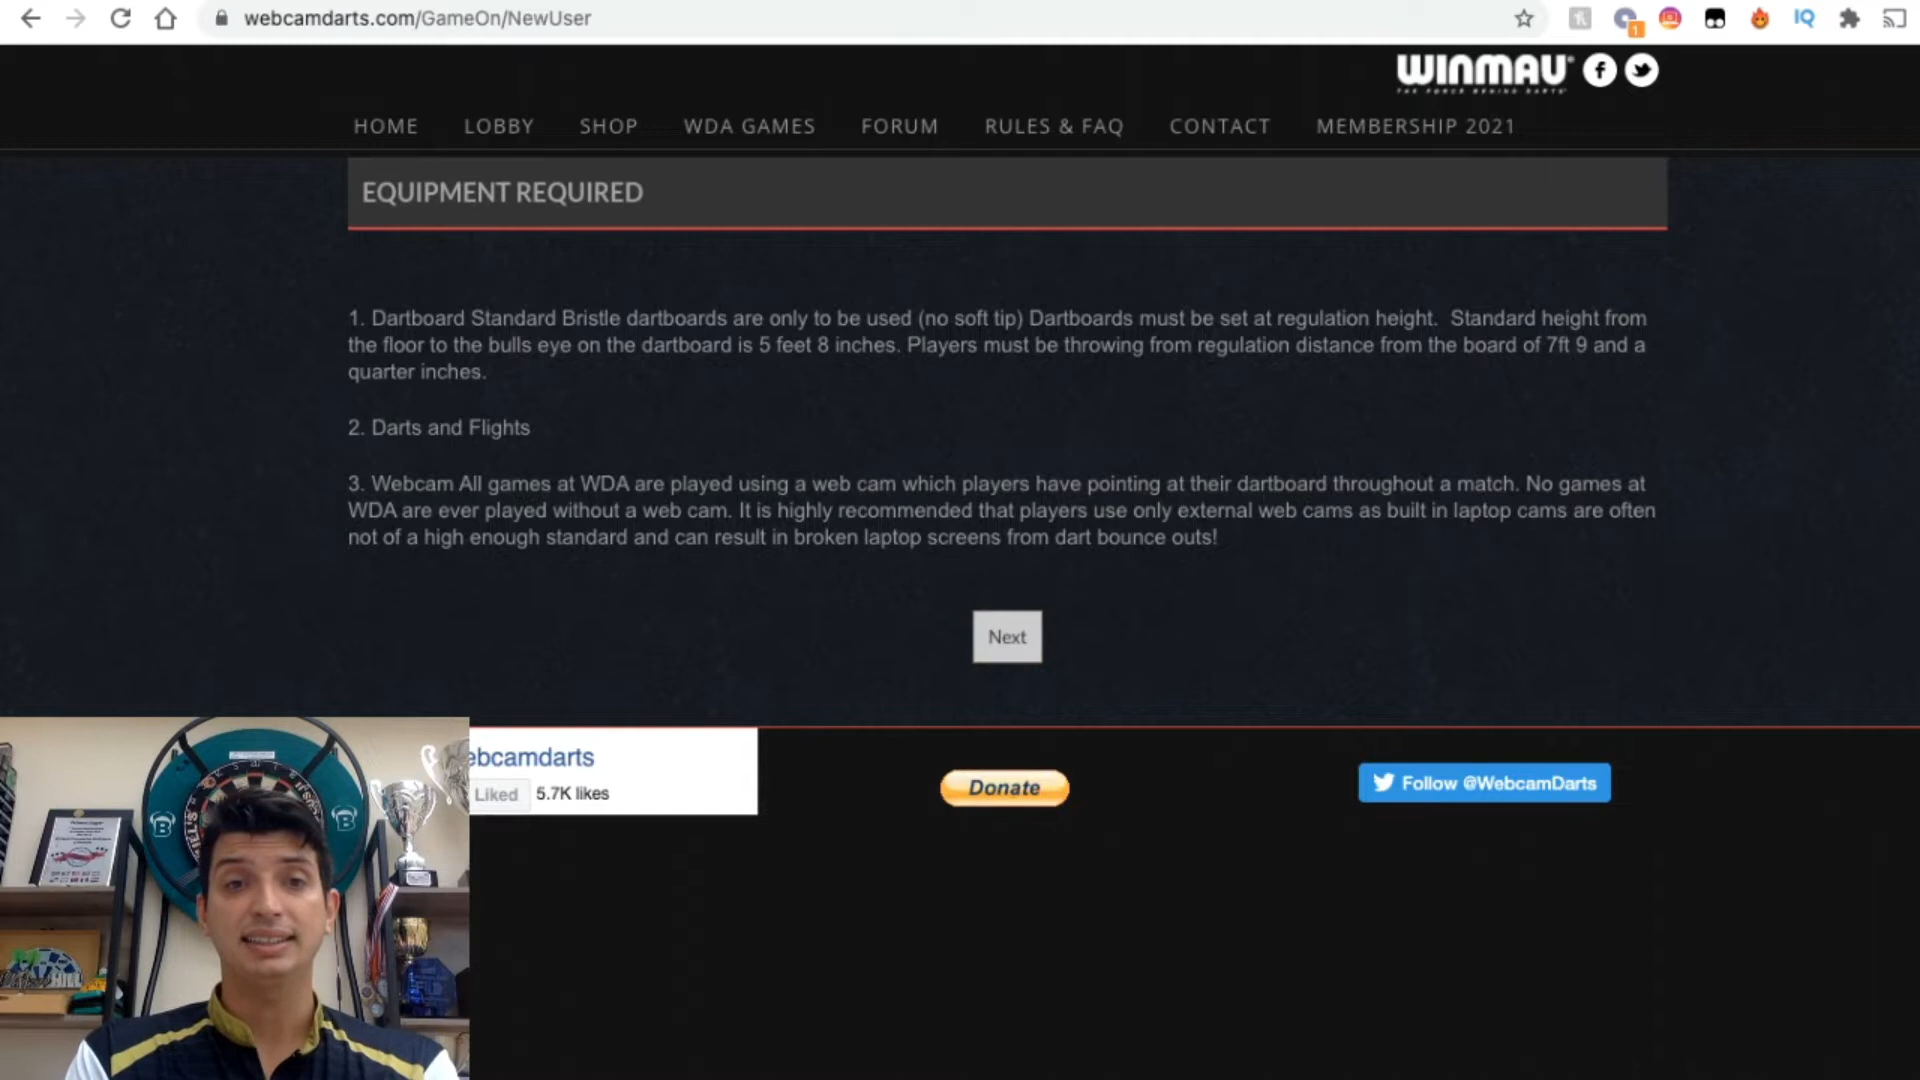 webcamdarts.com/GameOn/NewUser
1
IQ
WINMAU
THE FORCE BEHIND DARTS
HOME LOBBY SHOP WDA GAMES FORUM RULES & FAQ CONTACT MEMBERSHIP 2021
EQUIPMENT REQUIRED
1. Dartboard Standard Bristle dartboards are only to be used (no soft tip) Dartboards must be set at regulation height. Standard height from
the floor to the bulls eye on the dartboard is 5 feet 8 inches. Players must be throwing from regulation distance from the board of 7ft 9 and a
quarter inches.
2. Darts and Flights
3. Webcam All games at WDA are played using a web cam which players have pointing at their dartboard throughout a match. No games at
WDA are ever played without a web cam. It is highly recommended that players use only external web cams as built in laptop cams are often
not of a high enough standard and can result in broken laptop screens from dart bounce outs!
Next
ebcamdarts
Liked 5.7K likes
Donate
Follow @WebcamDarts